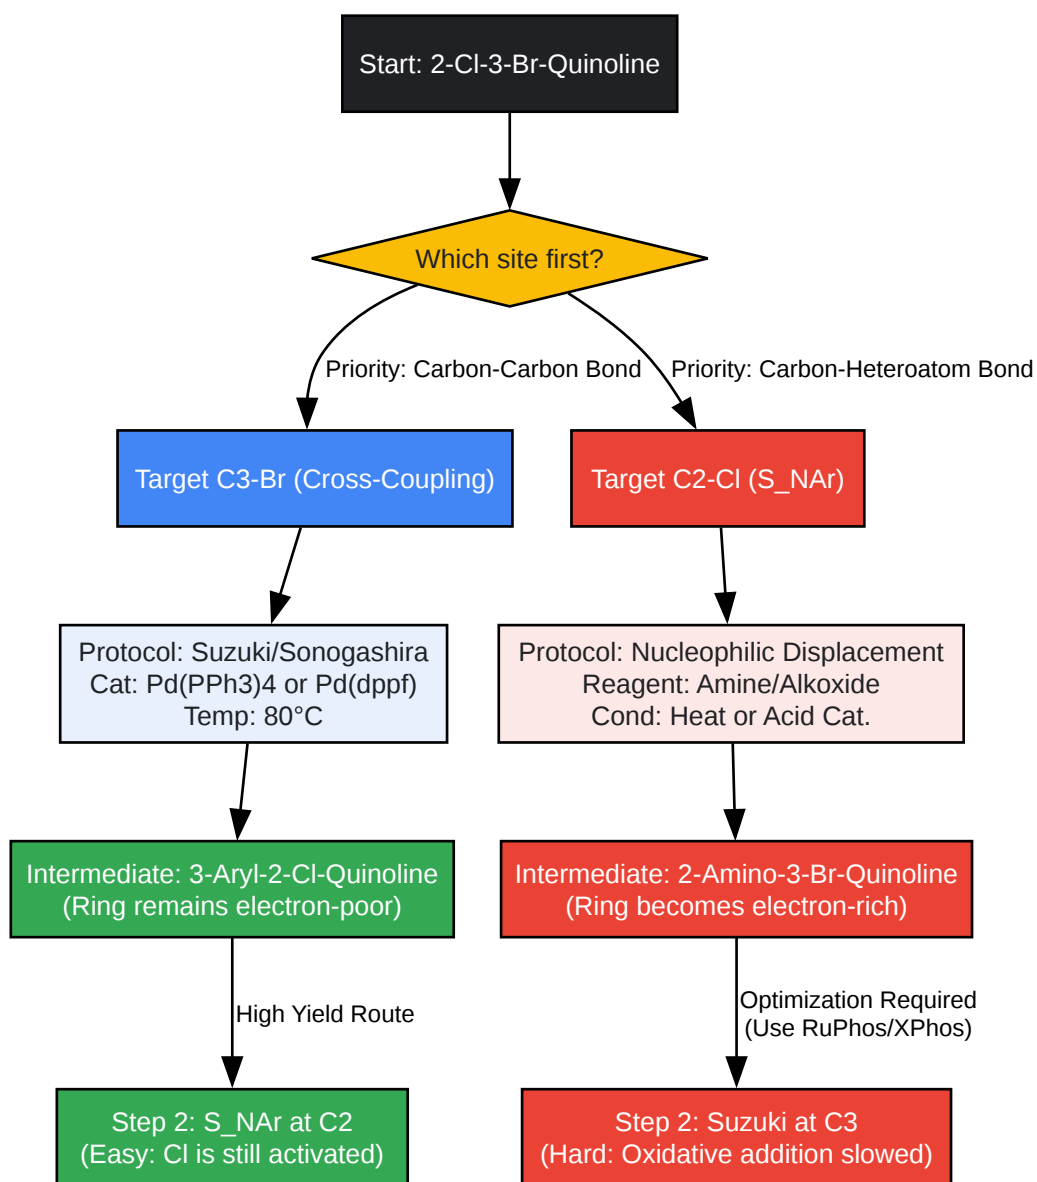 Start: 2-Cl-3-Br-Quinoline
Which site first?
Priority: Carbon-Carbon Bond
Priority: Carbon-Heteroatom Bond
Target C3-Br (Cross-Coupling)
Target C2-Cl (S_NAr)
Protocol: Suzuki/Sonogashira
Cat: Pd(PPh3)4 or Pd(dppf)
Temp: 80°C
Protocol: Nucleophilic Displacement
Reagent: Amine/Alkoxide
Cond: Heat or Acid Cat.
Intermediate: 3-Aryl-2-Cl-Quinoline
(Ring remains electron-poor)
Intermediate: 2-Amino-3-Br-Quinoline
(Ring becomes electron-rich)
High Yield Route
Optimization Required
(Use RuPhos/XPhos)
Step 2: S_NAr at C2
(Easy: Cl is still activated)
Step 2: Suzuki at C3
(Hard: Oxidative addition slowed)